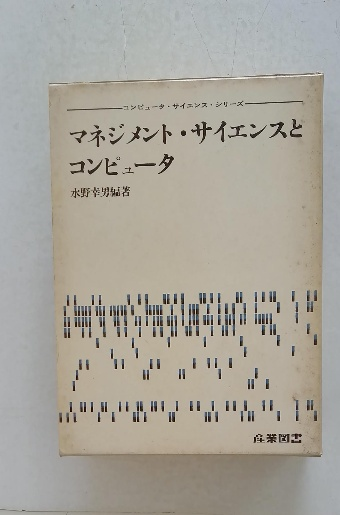 コンピュータ・サイエンス・シリーズ
マネジメント・サイエンスと
コンピュータ
水野幸男編著
産業図書